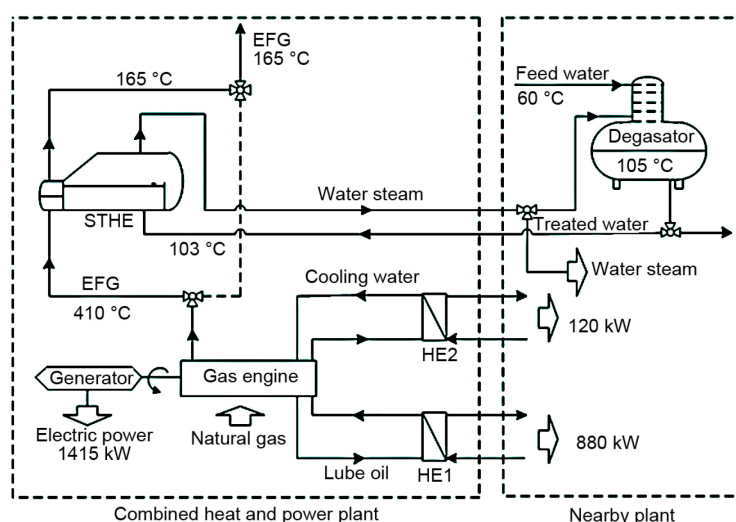 EFG
165 °C
165 °C
Feed water
60 °C
Degasator
105 °C
STHE
Water steam
Treated water
103 °C
Water steam
EFG
410 °C
Cooling water
120 kW
HE2
Generator
Gas engine
Electric power
1415 kW
Natural gas
880 kW
Lube oil
HE1
Combined heat and power plant
Nearby plant